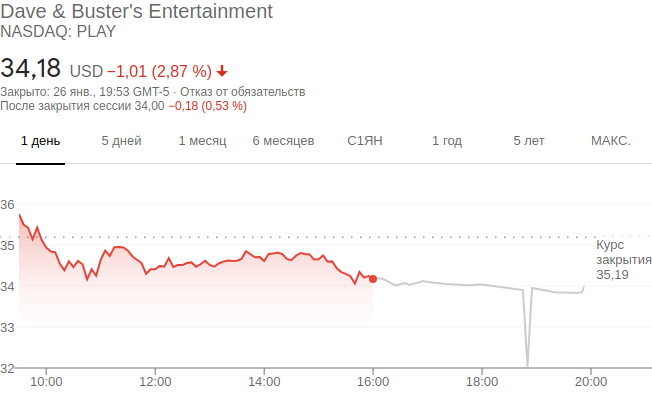 Dave & Buster's Entertainment
NASDAQ: PLAY
34,18 USD −1,01 (2,87 %)
Закрыто: 26 янв., 19:53 GMT-5 · Отказ от обязательств
После закрытия сессии 34,00 −0,18 (0,53 %)
1 день 5 дней 1 месяц 6 месяцев С1ЯН 1 год 5 лет МАКС.
36
35
34
33
32
Курс
закрытия
35,19
10:00 12:00 14:00 16:00 18:00 20:00